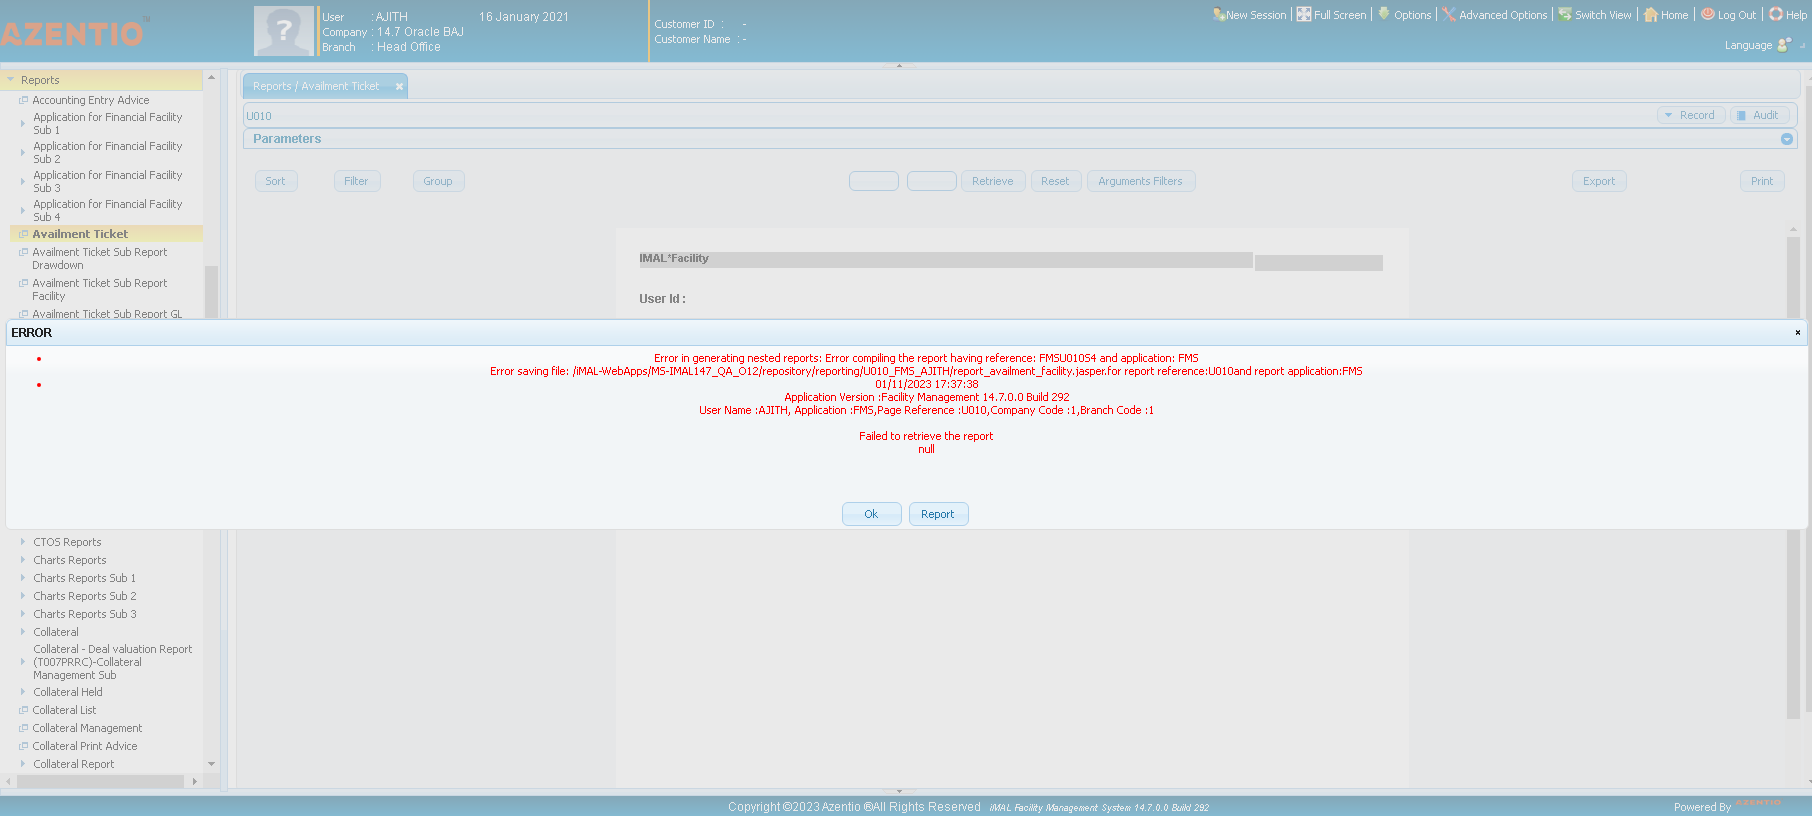 AZENTIO™
User : AJITH 16 January 2021
Company : 14.7 Oracle BAJ
Branch : Head Office
Customer ID : -
Customer Name : -
New Session Full Screen Options Advanced Options Switch View Home Log Out Help
Language
Reports
Accounting Entry Advice
Application for Financial Facility
Sub 1
Application for Financial Facility
Sub 2
Application for Financial Facility
Sub 3
Application for Financial Facility
Sub 4
Availment Ticket
Availment Ticket Sub Report
Drawdown
Availment Ticket Sub Report
Facility
Availment Ticket Sub Report GL
Reports / Availment Ticket
U010
Record Audit
Parameters
Sort Filter Group Retrieve Reset Arguments Filters Export Print
IMAL*Facility
User Id :
ERROR
Error in generating nested reports: Error compiling the report having reference: FMSU010S4 and application: FMS
Error saving file: /iMAL-WebApps/MS-IMAL147_QA_O12/repository/reporting/U010_FMS_AJITH/report_availment_facility.jasper.for report reference:U010and report application:FMS
01/11/2023 17:37:38
Application Version :Facility Management 14.7.0.0 Build 292
User Name :AJITH, Application :FMS,Page Reference :U010,Company Code :1,Branch Code :1
Failed to retrieve the report
null
Ok Report
CTOS Reports
Charts Reports
Charts Reports Sub 1
Charts Reports Sub 2
Charts Reports Sub 3
Collateral
Collateral - Deal valuation Report
(T007PRRC)-Collateral
Management Sub
Collateral Held
Collateral List
Collateral Management
Collateral Print Advice
Collateral Report
Copyright ©2023 Azentio ®All Rights Reserved iMAL Facility Management System 14.7.0.0 Build 292
Powered By AZENTIO